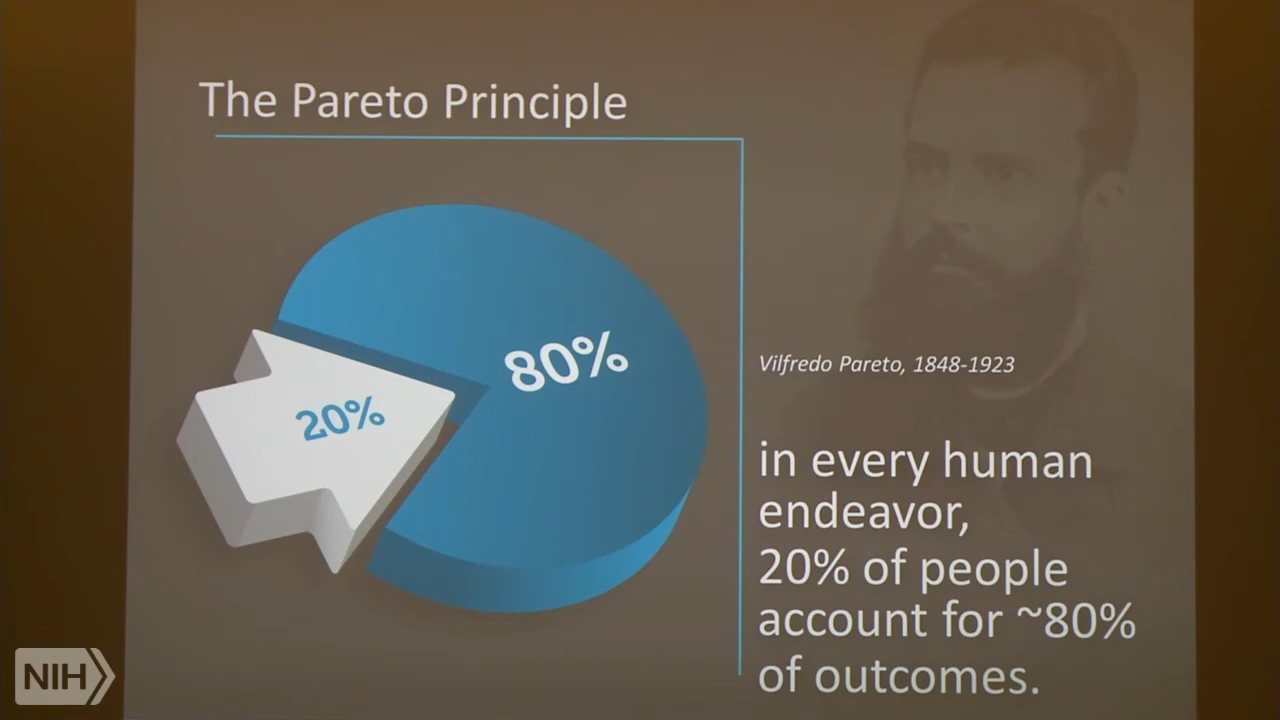 The Pareto Principle
80%
20%
Vilfredo Pareto, 1848-1923
in every human
endeavor,
20% of people
account for ~80%
of outcomes.
NIH